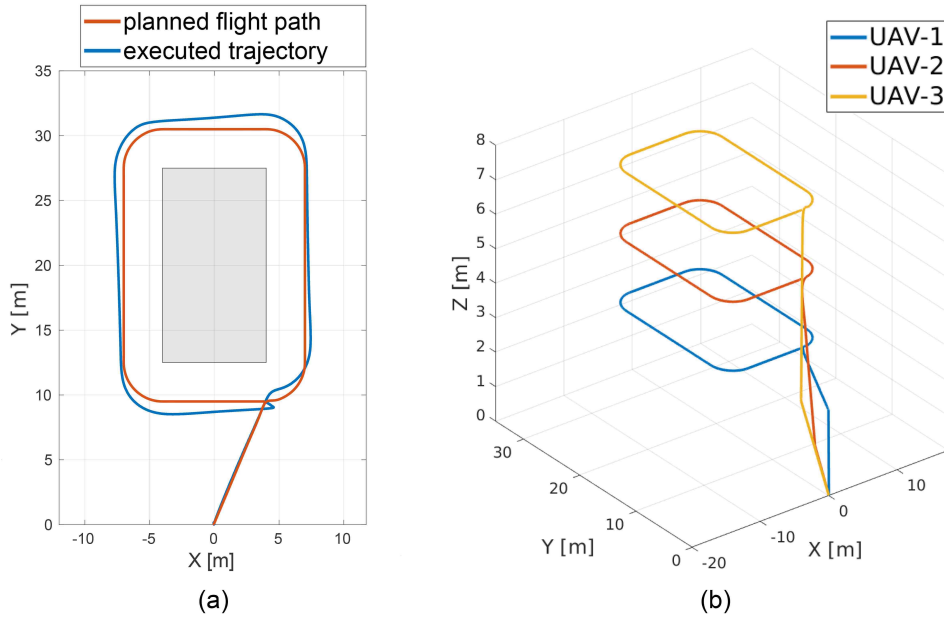 planned flight path
executed trajectory
35
30
25
20
15
10
5
0
-10
-5
0
5
10
Y [m]
X [m]
(a)
UAV-1
UAV-2
UAV-3
8
7
6
5
4
3
2
1
0
Z [m]
30
20
10
0
Y [m]
-20
-10
0
10
X [m]
(b)